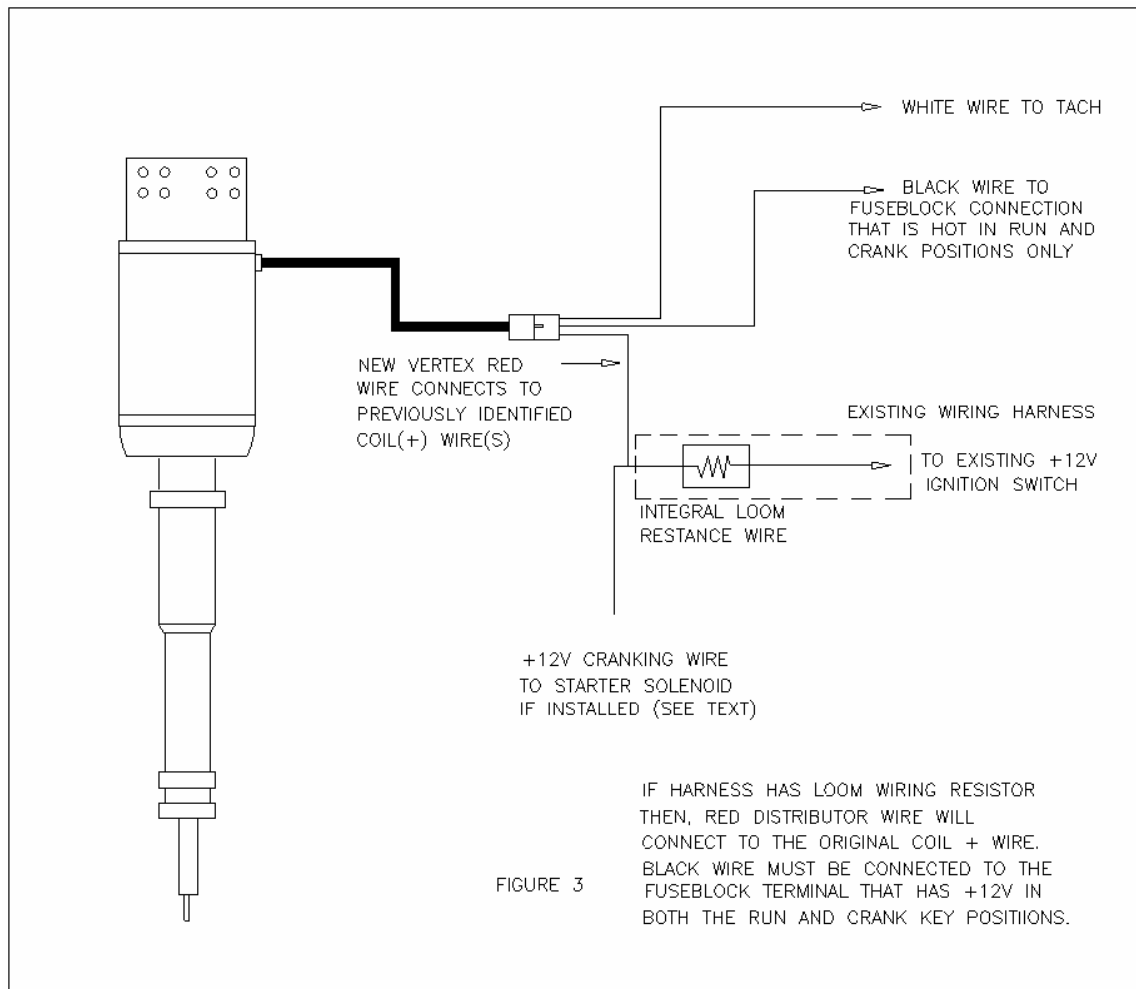 WHITE WIRE TO TACH
BLACK WIRE TO
FUSEBLOCK CONNECTION
THAT IS HOT IN RUN AND
CRANK POSITIONS ONLY
NEW VERTEX RED
WIRE CONNECTS TO
PREVIOUSLY IDENTIFIED
COIL(+) WIRE(S)
EXISTING WIRING HARNESS
TO EXISTING +12V
IGNITION SWITCH
INTEGRAL LOOM
RESTANCE WIRE
+12V CRANKING WIRE
TO STARTER SOLENOID
IF INSTALLED (SEE TEXT)
IF HARNESS HAS LOOM WIRING RESISTOR
THEN, RED DISTRIBUTOR WIRE WILL
CONNECT TO THE ORIGINAL COIL + WIRE.
BLACK WIRE MUST BE CONNECTED TO THE
FUSEBLOCK TERMINAL THAT HAS +12V IN
BOTH THE RUN AND CRANK KEY POSITIIONS.
FIGURE 3